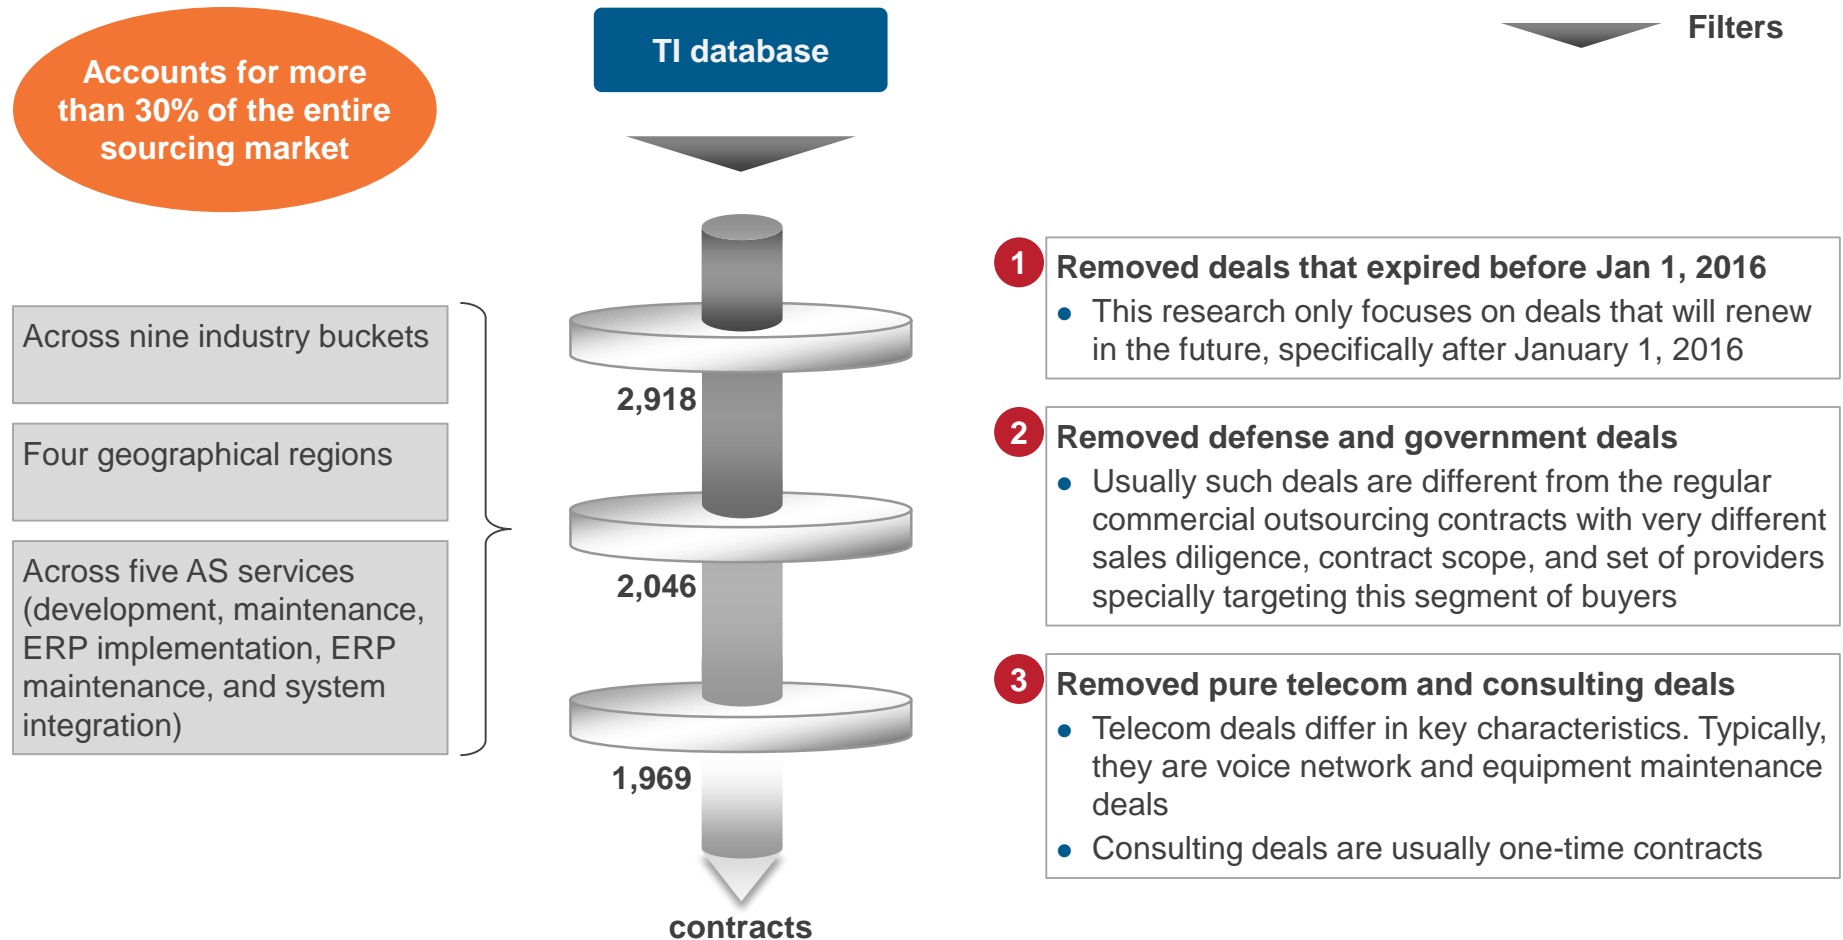 Accounts for more
than 30% of the entire
sourcing market
TI database
Filters
Across nine industry buckets
Four geographical regions
Across five AS services
(development, maintenance,
ERP implementation, ERP
maintenance, and system
integration)
2,918
2,046
1,969
contracts
1
Removed deals that expired before Jan 1, 2016
● This research only focuses on deals that will renew
in the future, specifically after January 1, 2016
2
Removed defense and government deals
● Usually such deals are different from the regular
commercial outsourcing contracts with very different
sales diligence, contract scope, and set of providers
specially targeting this segment of buyers
3
Removed pure telecom and consulting deals
● Telecom deals differ in key characteristics. Typically,
they are voice network and equipment maintenance
deals
● Consulting deals are usually one-time contracts